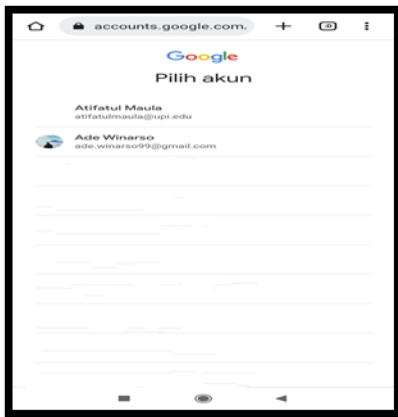 accounts.google.com.
:D
Google
Pilih akun
Atifatul Maula
atifatulmaula@upi.edu
Ade Winarso
ade.winarso99@gmail.com